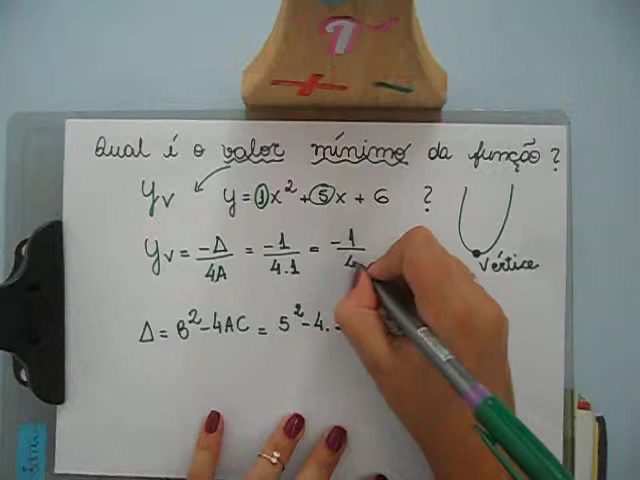 Qual é o valor mínimo da função?
Yv y = 1x² + 5x + 6 ?
Yv = -Δ/4A = -1/4.1 = -1/4
Vértice
Δ = B² - 4AC = 5² - 4.